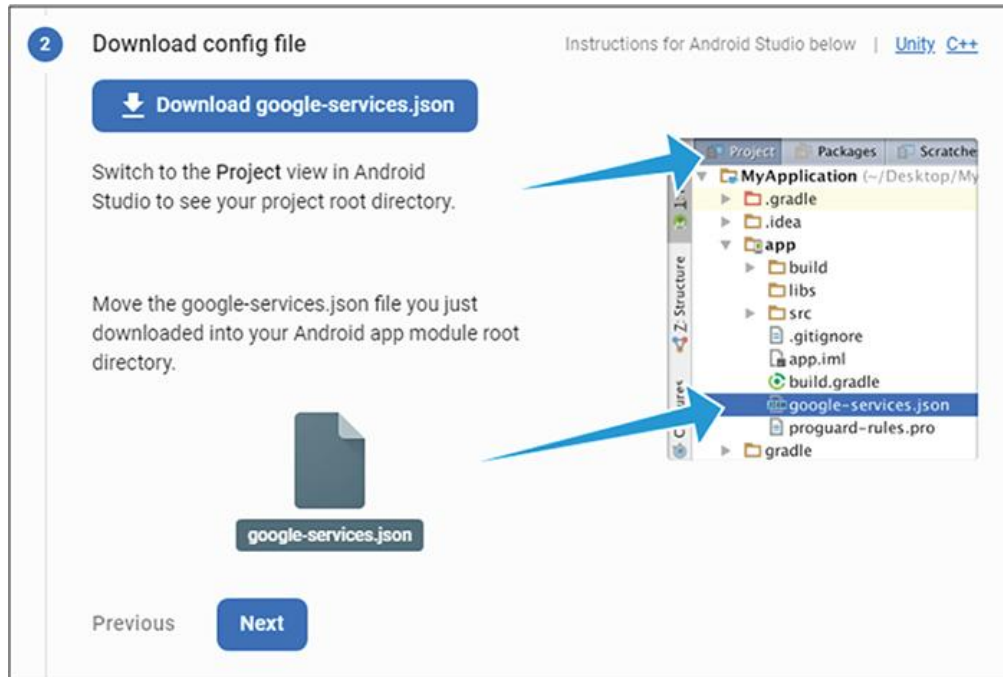 2
Download config file
Instructions for Android Studio below | Unity C++
Download google-services.json
Switch to the Project view in Android
Studio to see your project root directory.
Move the google-services.json file you just
downloaded into your Android app module root
directory.
google-services.json
Project Packages Scratche
MyApplication (~/Desktop/My
.gradle
.idea
app
build
libs
src
.gitignore
app.iml
build.gradle
google-services.json
proguard-rules.pro
gradle
Z: Structure
Previous
Next